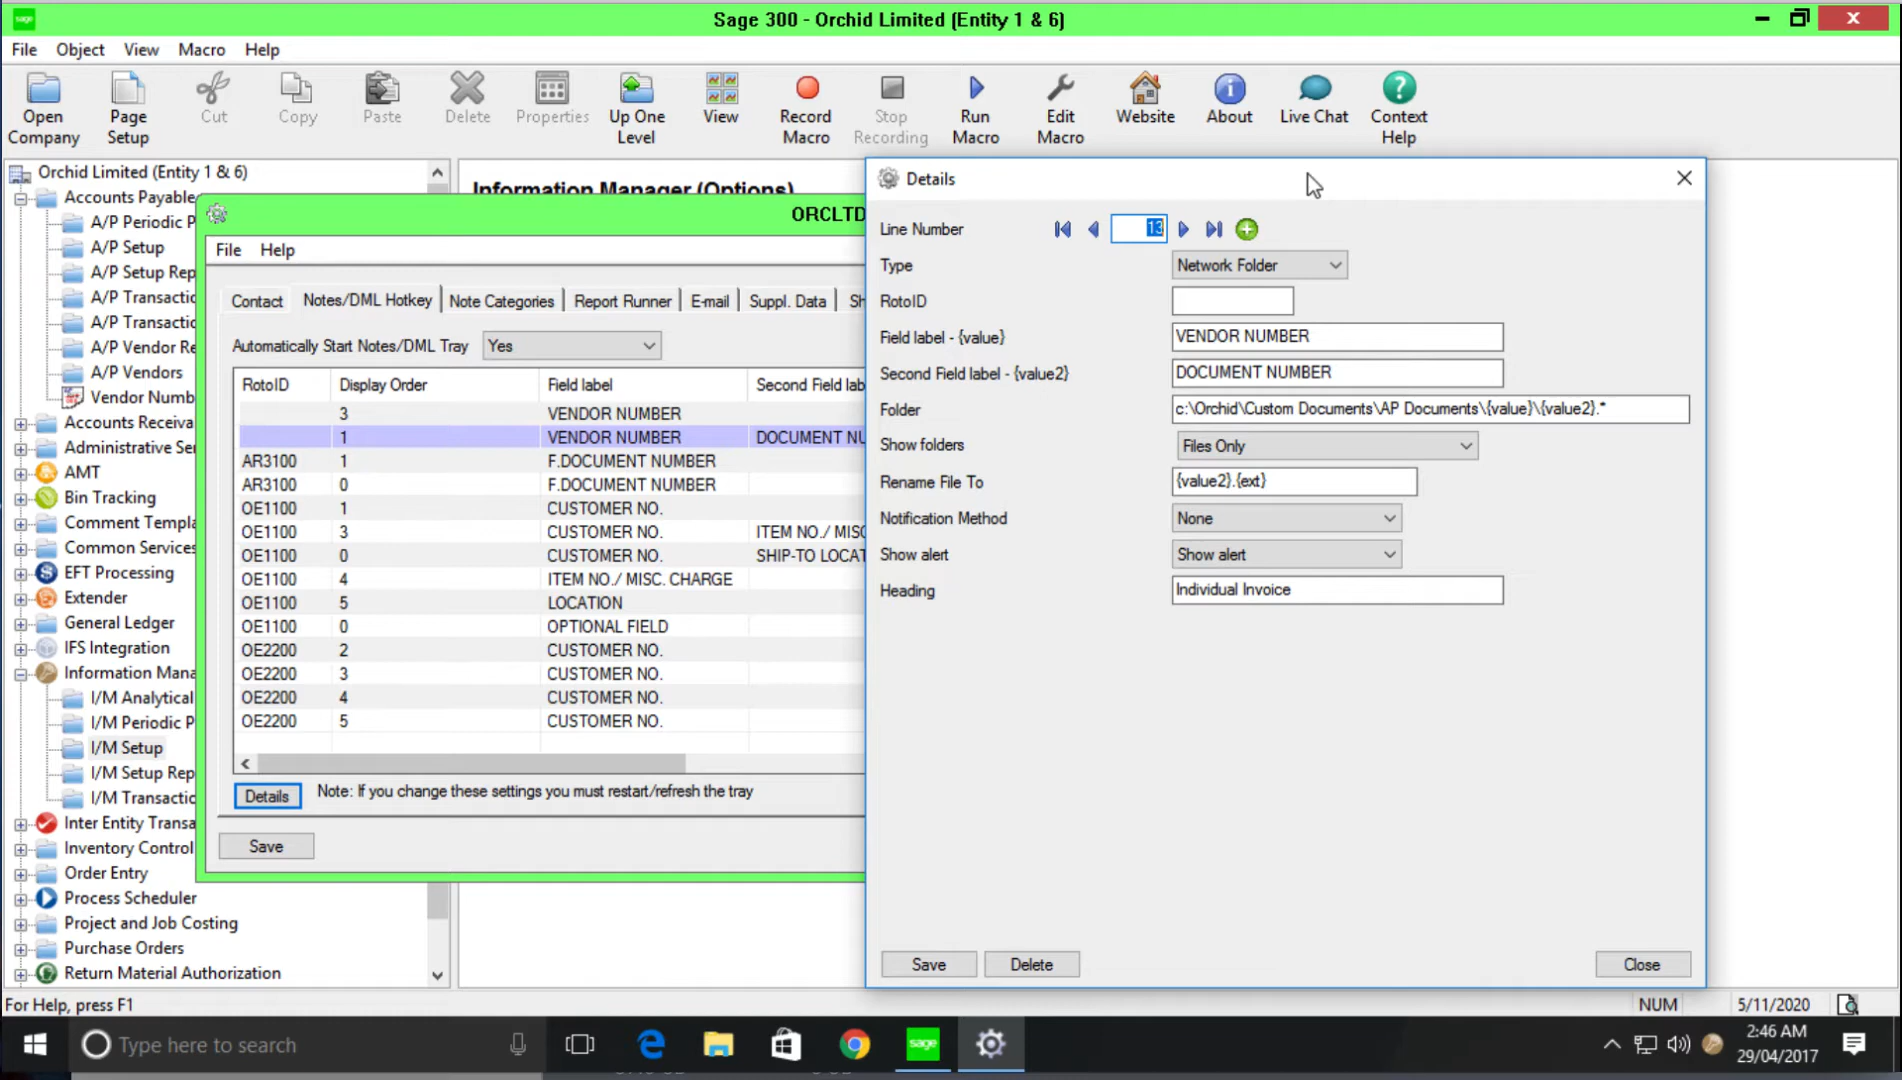 sage Sage 300 - Orchid Limited (Entity 1 & 6)
File Object View Macro Help
Open Company
Page Setup
Cut
Copy
Paste
Delete
Properties
Up One Level
View
Record Macro
Stop Recording
Run Macro
Edit Macro
Website
About
Live Chat
Context Help
Orchid Limited (Entity 1 & 6)
Accounts Payable
A/P Periodic P
A/P Setup
A/P Setup Rep
A/P Transactio
A/P Transactio
A/P Vendor Re
A/P Vendors
Vendor Numb
Accounts Receiva
Administrative Ser
AMT
Bin Tracking
Comment Templa
Common Services
EFT Processing
Extender
General Ledger
IFS Integration
Information Mana
I/M Analytical
I/M Periodic P
I/M Setup
I/M Setup Rep
I/M Transactio
Inter Entity Transa
Inventory Control
Order Entry
Process Scheduler
Project and Job Costing
Purchase Orders
Return Material Authorization
Information Manager (Options)
ORCLTD
File Help
Contact Notes/DML Hotkey Note Categories Report Runner E-mail Suppl. Data Sh
Automatically Start Notes/DML Tray Yes
RotoID Display Order Field label Second Field lab
3 VENDOR NUMBER
1 VENDOR NUMBER DOCUMENT NU
AR3100 1 F.DOCUMENT NUMBER
AR3100 0 F.DOCUMENT NUMBER
OE1100 1 CUSTOMER NO.
OE1100 3 CUSTOMER NO. ITEM NO./ MISC
OE1100 0 CUSTOMER NO. SHIP-TO LOCAT
OE1100 4 ITEM NO./ MISC. CHARGE
OE1100 5 LOCATION
OE1100 0 OPTIONAL FIELD
OE2200 2 CUSTOMER NO.
OE2200 3 CUSTOMER NO.
OE2200 4 CUSTOMER NO.
OE2200 5 CUSTOMER NO.
Details Note: If you change these settings you must restart/refresh the tray
Save
Details
Line Number 13
Type Network Folder
RotoID
Field label - {value} VENDOR NUMBER
Second Field label - {value2} DOCUMENT NUMBER
Folder c:\Orchid\Custom Documents\AP Documents\{value}\{value2}.*
Show folders Files Only
Rename File To {value2}.{ext}
Notification Method None
Show alert Show alert
Heading Individual Invoice
Save Delete Close
For Help, press F1 NUM 5/11/2020
Type here to search sage 2:46 AM
29/04/2017